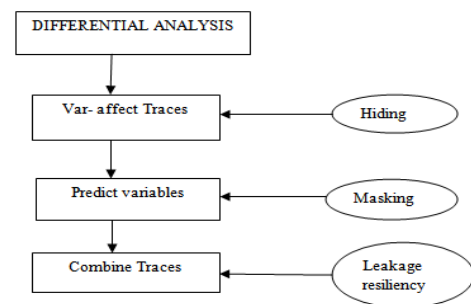 DIFFERENTIAL ANALYSIS
Var- affect Traces
Hiding
Predict variables
Masking
Combine Traces
Leakage
resiliency